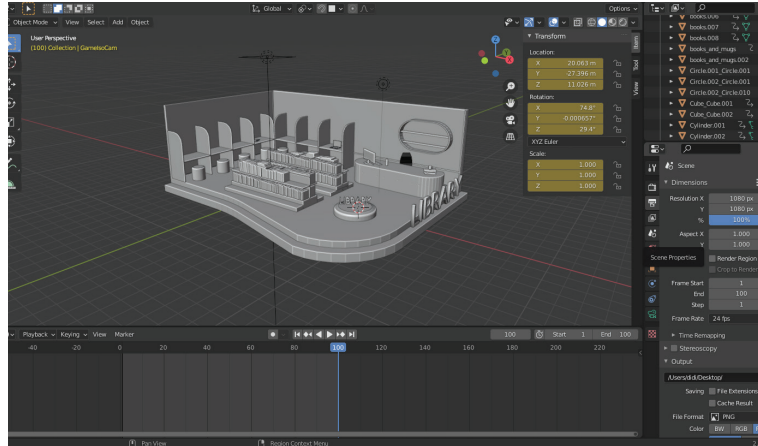 Global
Options
Object Mode
View
Select
Add
Object
User Perspective
(100) Collection | GameIsoCam
Transform
Location:
X 20.063 m
Y -27.396 m
Z 11.026 m
Rotation:
X 74.8°
Y -0.000657°
Z 29.4°
XYZ Euler
Scale:
X 1.000
Y 1.000
Z 1.000
Item
Tool
View
Z
Y
X
LIBRARY
books.006
books.007
books.008
books_and_mugs
books_and_mugs.002
Circle.001_Circle.001
Circle.002_Circle.001
Circle.002_Circle.010
Cube_Cube.001
Cube_Cube.002
Cylinder.001
Cylinder.002
Scene
Dimensions
Resolution X 1080 px
Y 1080 px
% 100%
Aspect X 1.000
Y 1.000
Scene Properties
Render Region
Crop to Render
Frame Start 1
End 100
Step 1
Frame Rate 24 fps
Time Remapping
Stereoscopy
Output
/Users/didi/Desktop/
Saving File Extensions
Cache Result
File Format PNG
Color BW RGB
Playback Keying View Marker
100 Start 1 End 100
-40 -20 0 20 40 60 80 100 120 140 160 180 200 220
Pan View
Region Context Menu